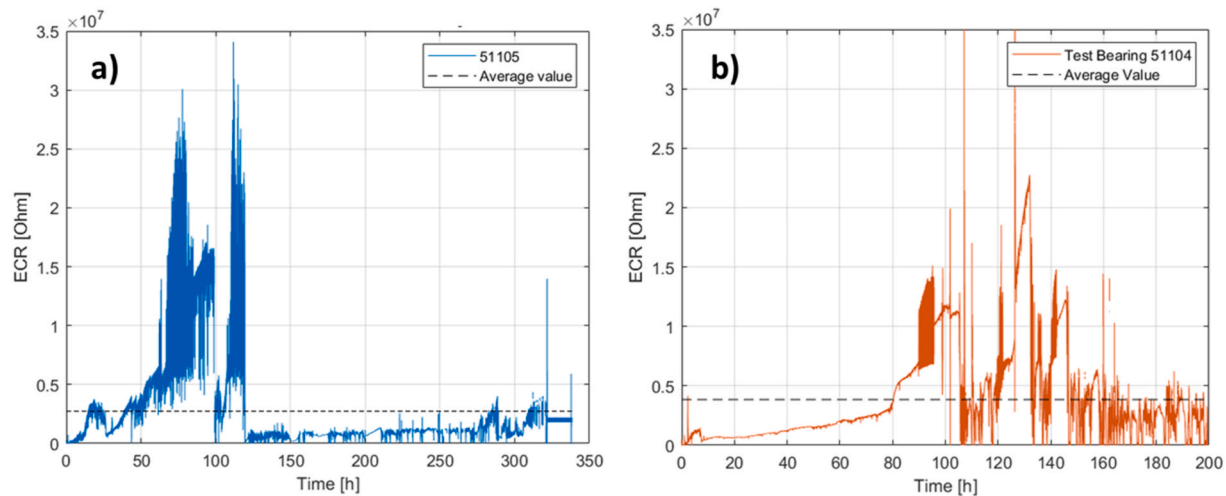 ×10⁷
3.5
3
2.5
2
1.5
1
0.5
0
ECR [Ohm]
a)
51105
Average value
0 50 100 150 200 250 300 350
Time [h]
×10⁷
3.5
3
2.5
2
1.5
1
0.5
0
ECR [Ohm]
b)
Test Bearing 51104
Average Value
0 20 40 60 80 100 120 140 160 180 200
Time [h]